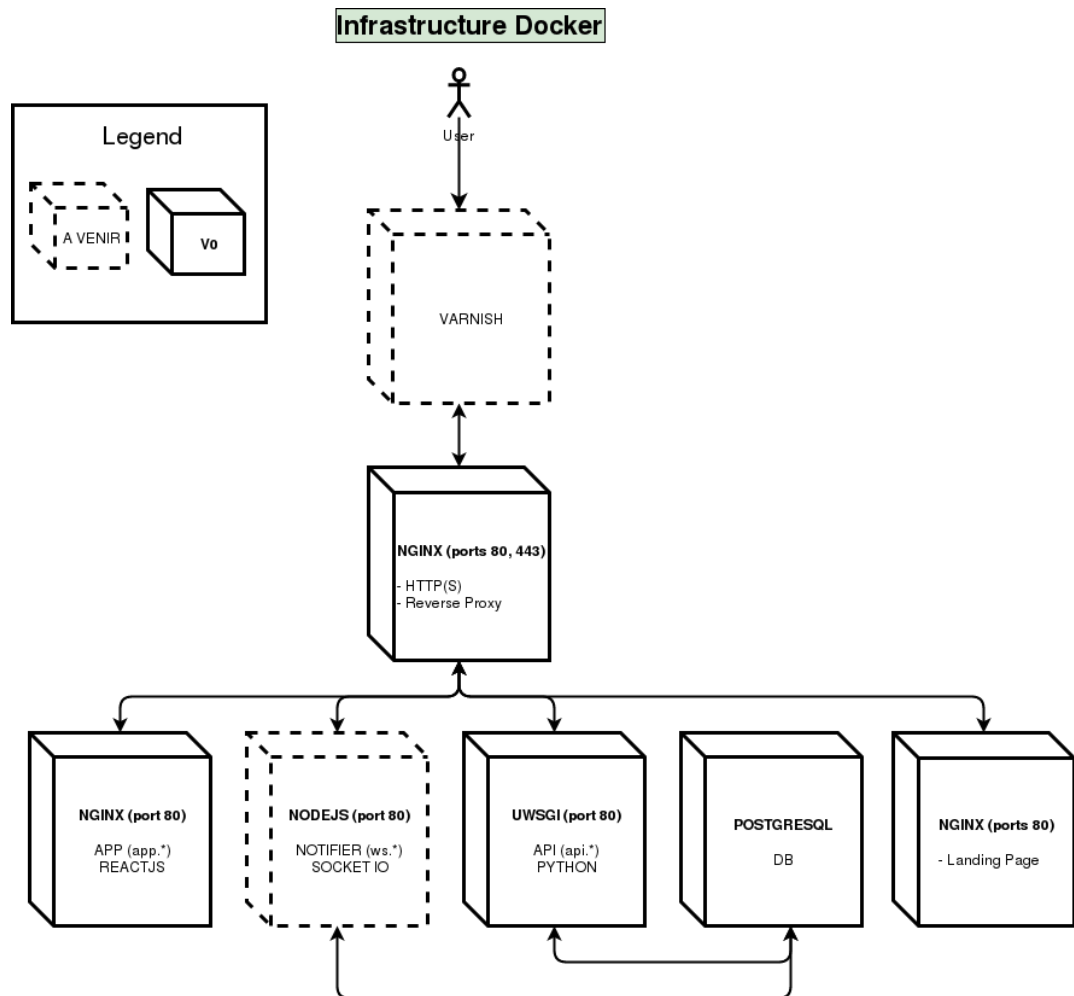 Infrastructure Docker
User
Legend
A VENIR
V0
VARNISH
NGINX (ports 80, 443)
- HTTP(S)
- Reverse Proxy
NGINX (port 80)
APP (app.*)
REACTJS
NODEJS (port 80)
NOTIFIER (ws.*)
SOCKET IO
UWSGI (port 80)
API (api.*)
PYTHON
POSTGRESQL
DB
NGINX (ports 80)
- Landing Page